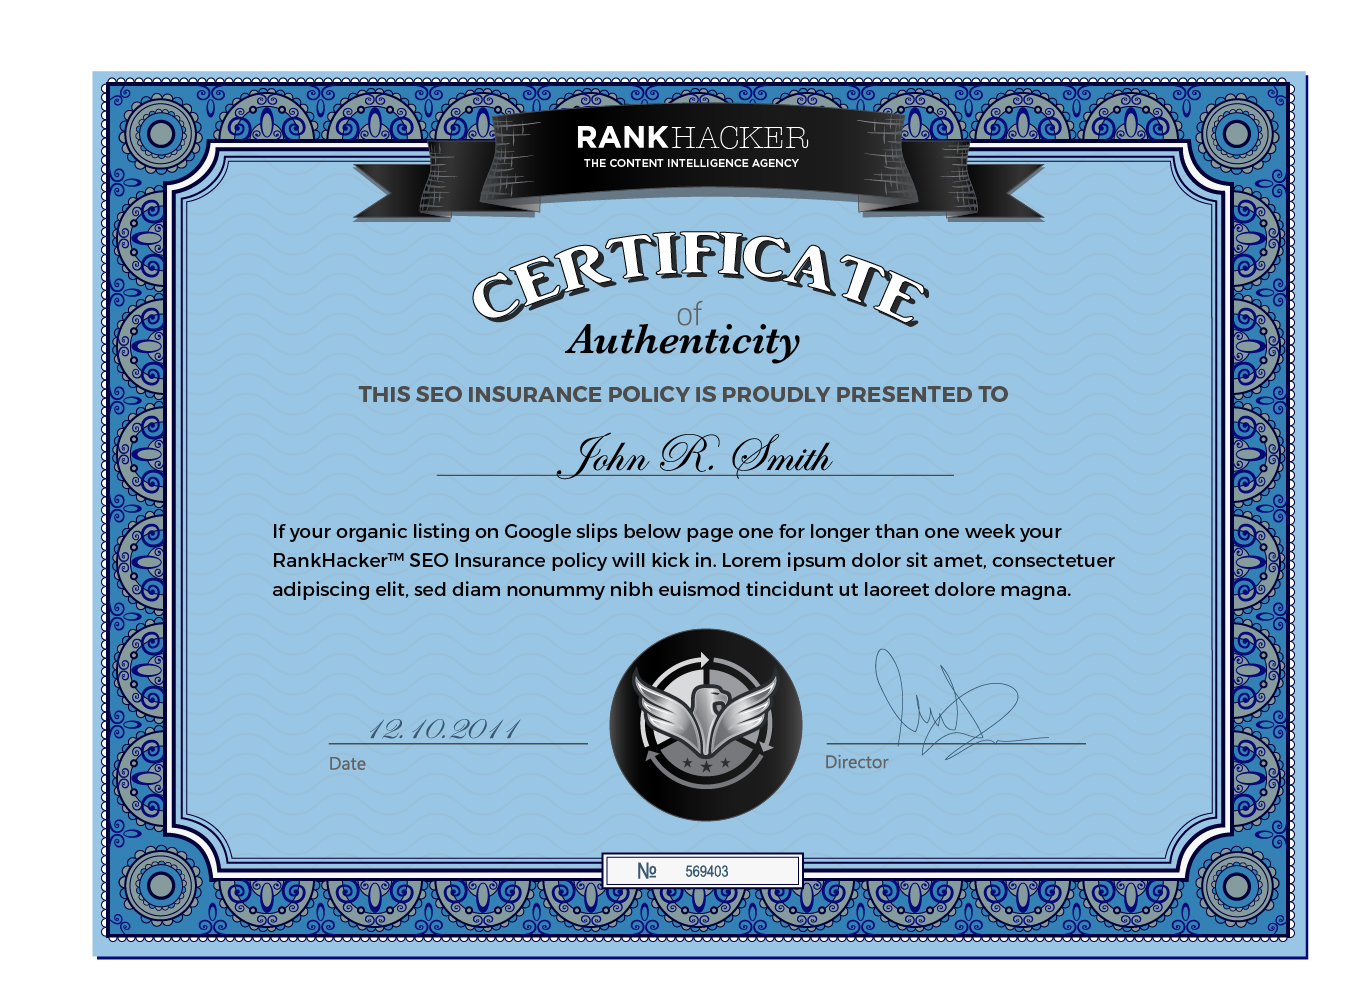 RANKHACKER
THE CONTENT INTELLIGENCE AGENCY
CERTIFICATE
of
Authenticity
THIS SEO INSURANCE POLICY IS PROUDLY PRESENTED TO
John R. Smith
If your organic listing on Google slips below page one for longer than one week your
RankHacker™ SEO Insurance policy will kick in. Lorem ipsum dolor sit amet, consectetuer
adipiscing elit, sed diam nonummy nibh euismod tincidunt ut laoreet dolore magna.
12.10.2011
Date
Director
№ 569403